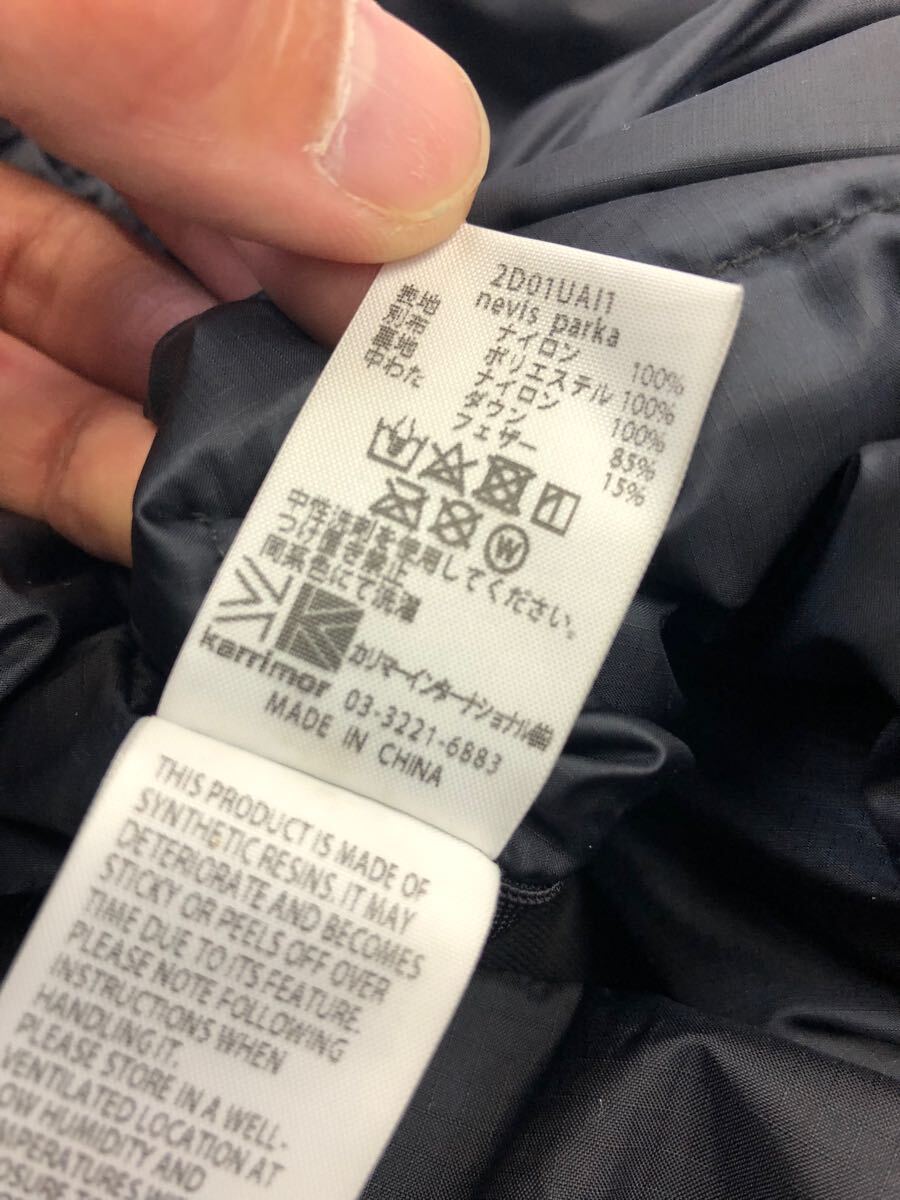 2D01UAI1
nevis parka
表地 ナイロン 100%
別布 ポリエステル 100%
裏地 ナイロン 100%
中わた ダウン 85%
フェザー 15%
W
中性洗剤を使用してください。
つけ置き禁止
同系色にて洗濯
karrimor
カリマーインターナショナル㈱
03-3221-6883
MADE IN CHINA
THIS PRODUCT IS MADE OF
SYNTHETIC RESINS. IT MAY
DETERIORATE AND BECOMES
STICKY OR PEELS OFF OVER
TIME DUE TO ITS FEATURE.
PLEASE NOTE FOLLOWING
INSTRUCTIONS WHEN
HANDLING IT.
PLEASE STORE IN A WELL-
VENTILATED LOCATION AT
OW HUMIDITY AND
MPERATURES W